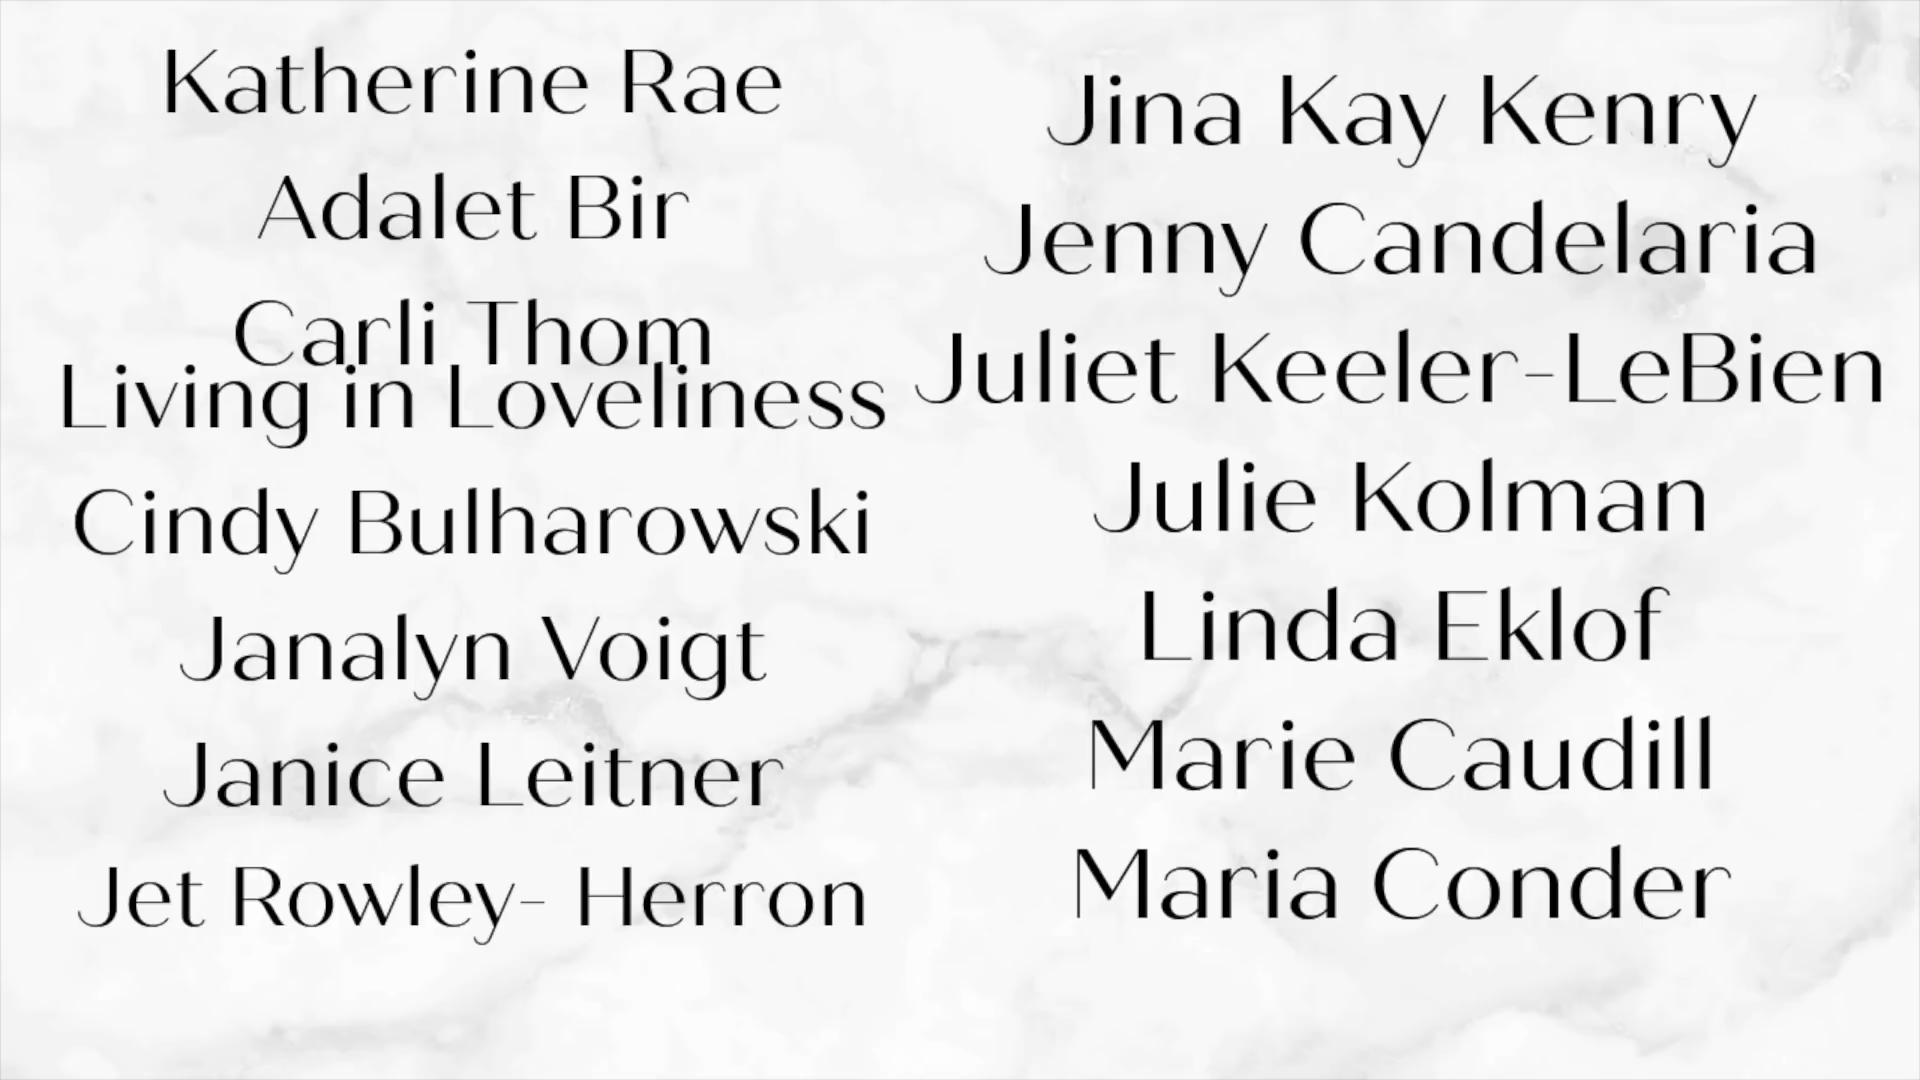 Katherine Rae
Adalet Bir
Carli Thom
Living in Loveliness
Cindy Bulharowski
Janalyn Voigt
Janice Leitner
Jet Rowley- Herron
Jina Kay Kenry
Jenny Candelaria
Juliet Keeler-LeBien
Julie Kolman
Linda Eklof
Marie Caudill
Maria Conder